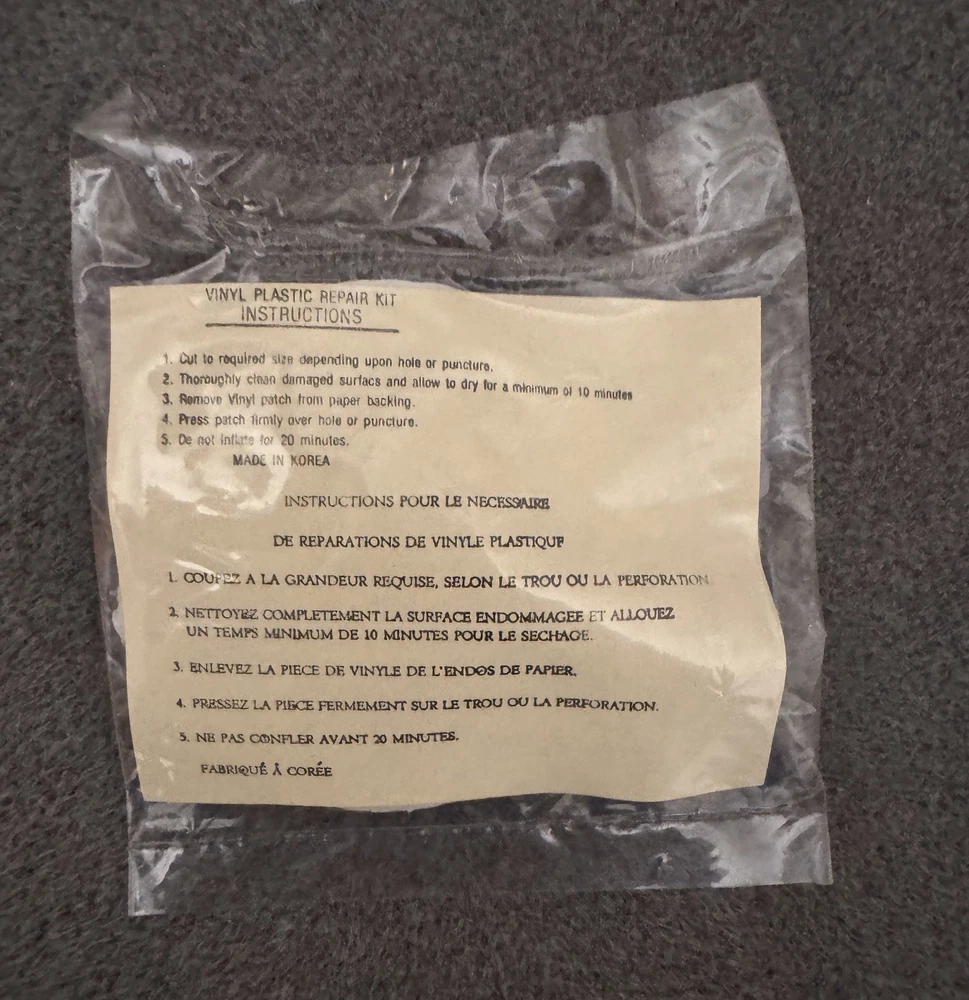 VINYL PLASTIC REPAIR KIT
INSTRUCTIONS
1. Cut to required size depending upon hole or puncture.
2. Thoroughly clean damaged surfacs and allow to dry for a minimum of 10 minutes
3. Remove Vinyl patch from paper backing.
4. Press patch firmly over hole or puncture.
5. De not inflate for 20 minutes.
MADE IN KOREA
INSTRUCTIONS POUR LE NECESSAIRE
DE REPARATIONS DE VINYLE PLASTIQUE
1. COUPEZ A LA GRANDEUR REQUISE, SELON LE TROU OU LA PERFORATION
2. NETTOYEZ COMPLETEMENT LA SURFACE ENDOMMAGEE ET ALLOUEZ
UN TEMPS MINIMUM DE 10 MINUTES POUR LE SECHAGE.
3. ENLEVEZ LA PIECE DE VINYLE DE L'ENDOS DE PAPIER.
4. PRESSEZ LA PIECE FERMEMENT SUR LE TROU OU LA PERFORATION.
5. NE PAS CONFLER AVANT 20 MINUTES.
FABRIQUÉ À CORÉE